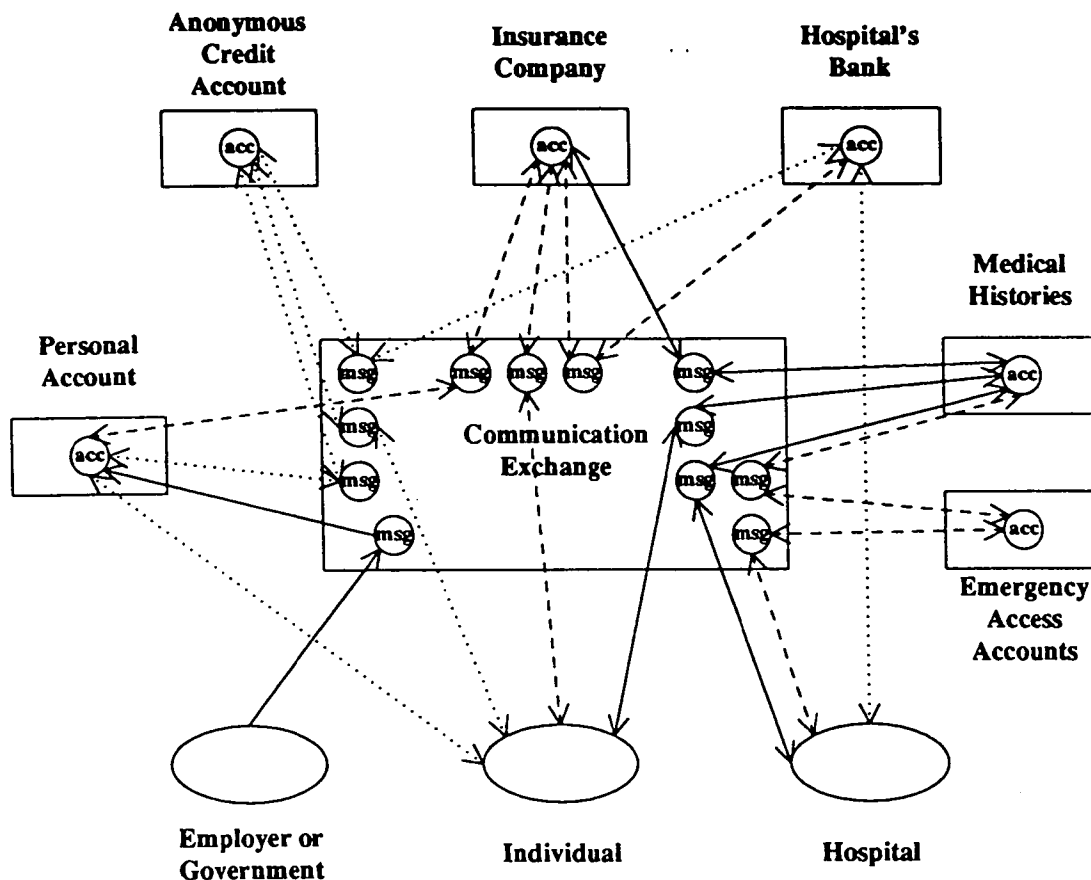 Anonymous
Credit
Account
Insurance
Company
Hospital's
Bank
acc
acc
acc
Medical
Histories
Personal
Account
msg
msg
msg
msg
msg
acc
msg
Communication
Exchange
msg
acc
msg
msg
msg
msg
msg
acc
Emergency
Access
Accounts
Employer or
Government
Individual
Hospital